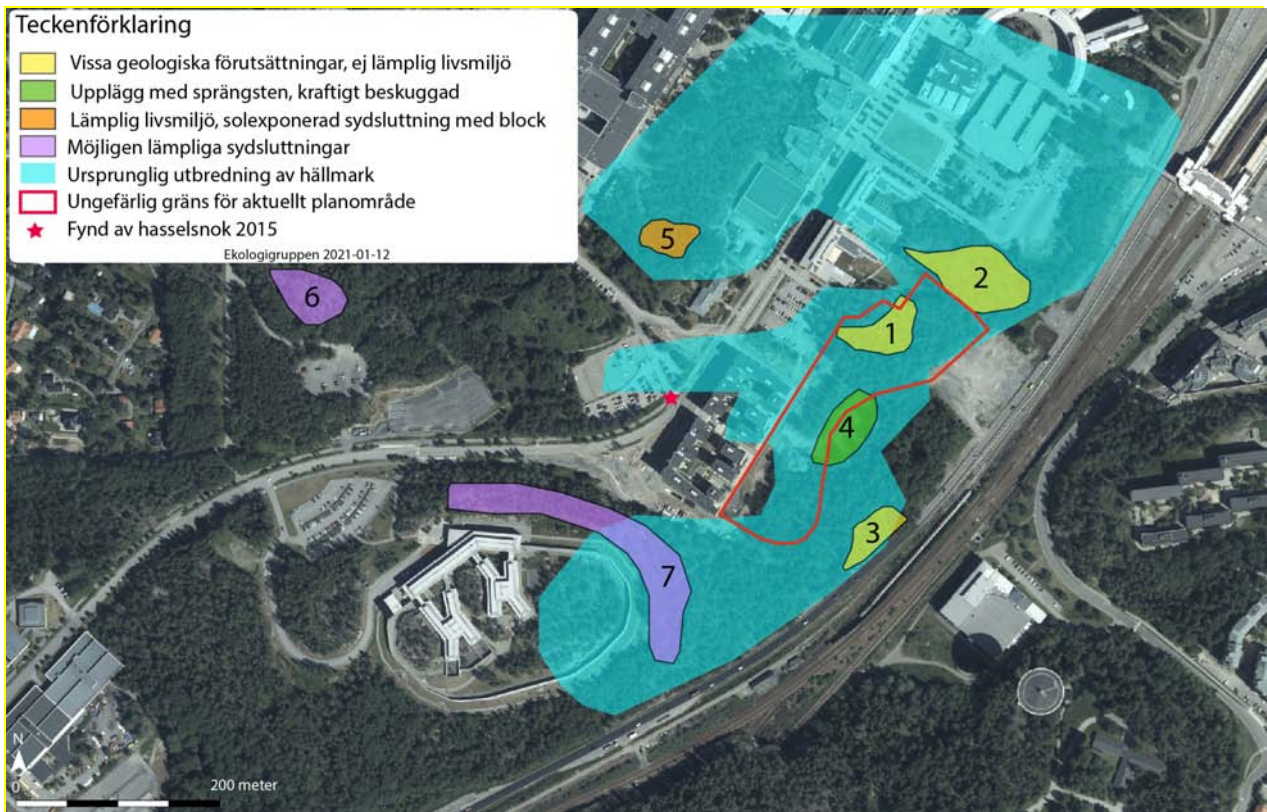 Teckenförklaring
Vissa geologiska förutsättningar, ej lämplig livsmiljö
Upplägg med sprängsten, kraftigt beskuggad
Lämplig livsmiljö, solexponerad sydsluttning med block
Möjligen lämpliga sydsluttningar
Ursprunglig utbredning av hällmark
Ungefärlig gräns för aktuellt planområde
Fynd av hasselsnok 2015
Ekologigruppen 2021-01-12
5
2
6
1
4
3
7
N
0 200 meter